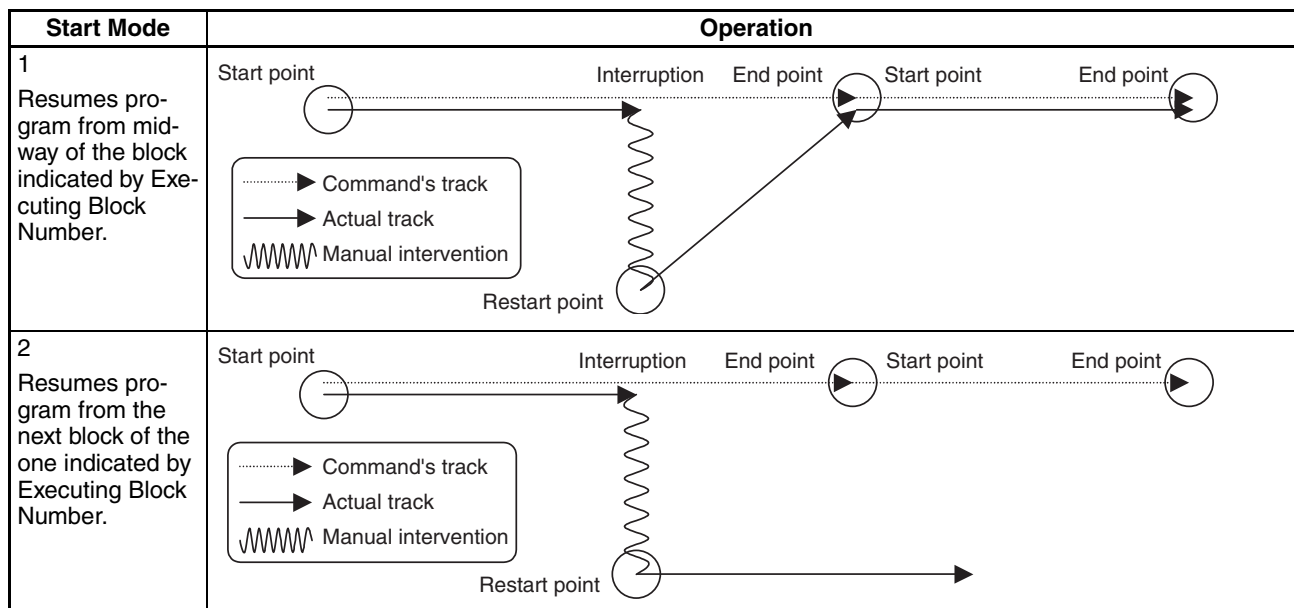 Start Mode
Operation
1
Resumes pro-
gram from mid-
way of the block
indicated by Exe-
cuting Block
Number.
Start point
Interruption
End point
Start point
End point
Command's track
Actual track
Manual intervention
Restart point
2
Resumes pro-
gram from the
next block of the
one indicated by
Executing Block
Number.
Start point
Interruption
End point
Start point
End point
Command's track
Actual track
Manual intervention
Restart point